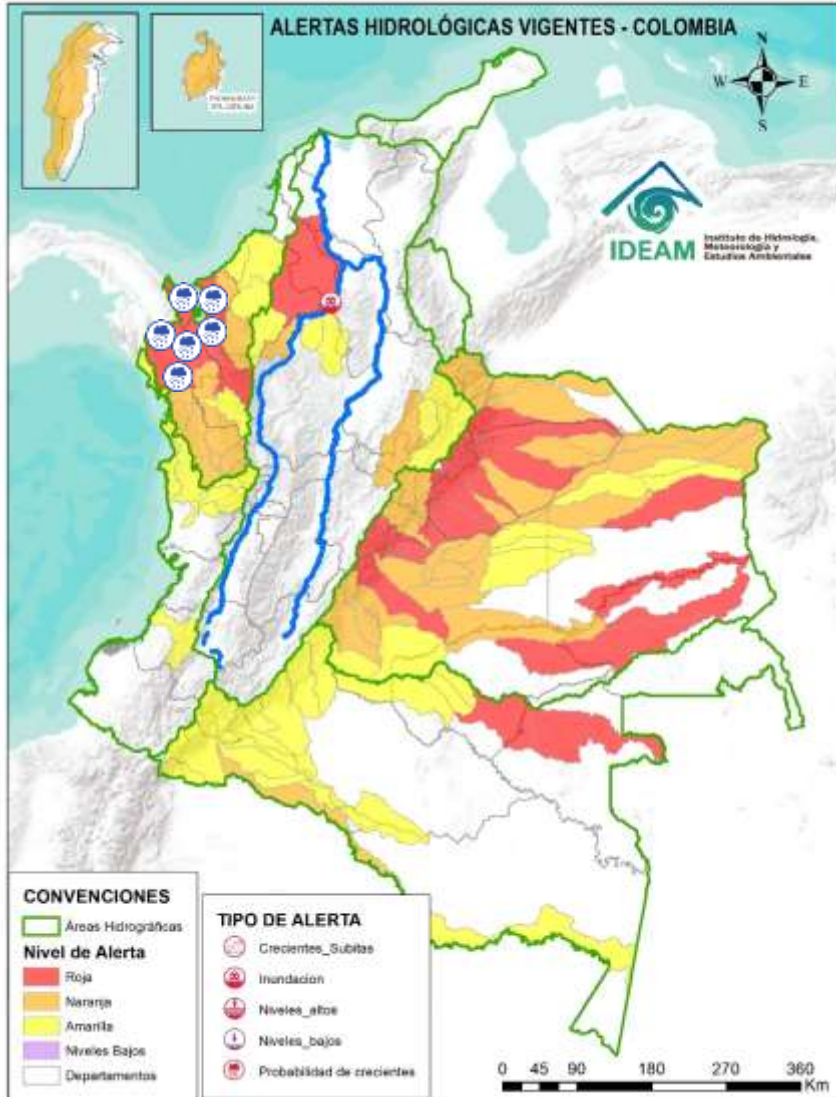 ALERTAS HIDROLÓGICAS VIGENTES - COLOMBIA
N
W
E
S
IDEAM
Instituto de Hidrología,
Meteorología y
Estudios Ambientales
CONVENCIONES
Áreas Hidrográficas
Nivel de Alerta
Roja
Naranja
Amarilla
Niveles Bajos
Departamentos
TIPO DE ALERTA
Crecientes_Subitas
Inundacion
Niveles_altos
Niveles_bajos
Probabilidad de crecientes
0 45 90 180 270 360
Km